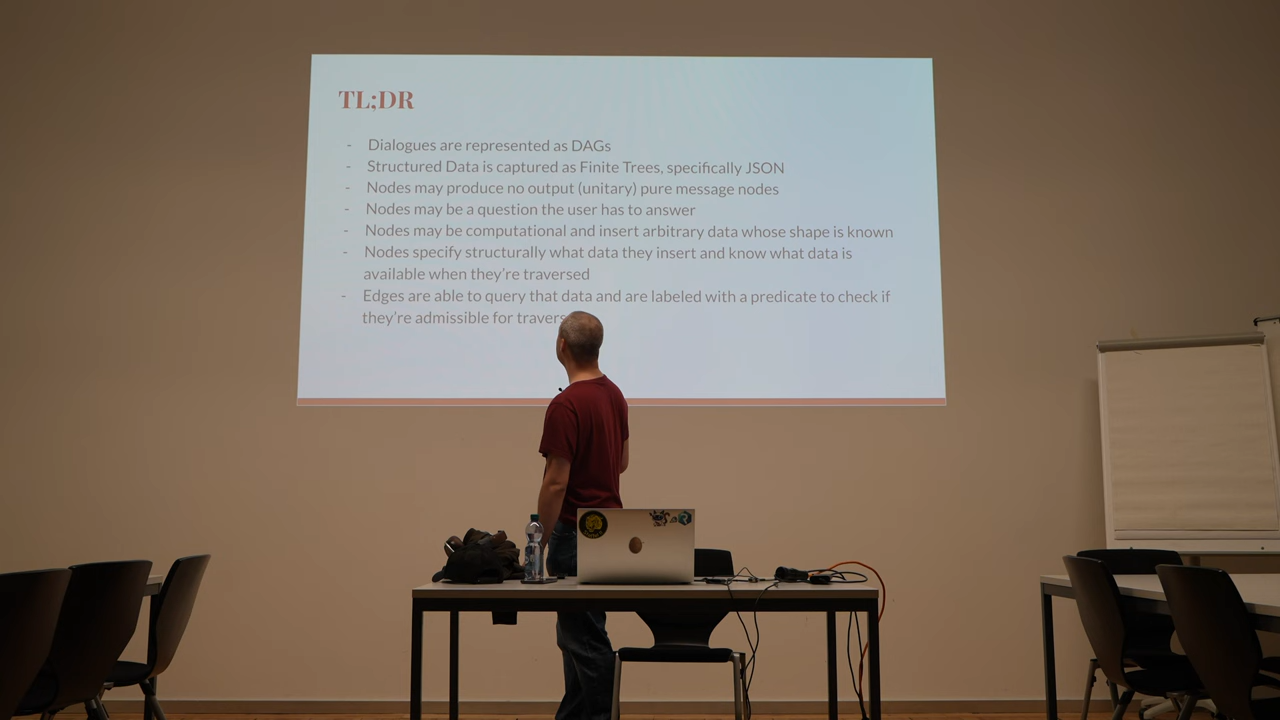 TL;DR
- Dialogues are represented as DAGs
- Structured Data is captured as Finite Trees, specifically JSON
- Nodes may produce no output (unitary) pure message nodes
- Nodes may be a question the user has to answer
- Nodes may be computational and insert arbitrary data whose shape is known
- Nodes specify structurally what data they insert and know what data is
available when they're traversed
- Edges are able to query that data and are labeled with a predicate to check if
they're admissible for